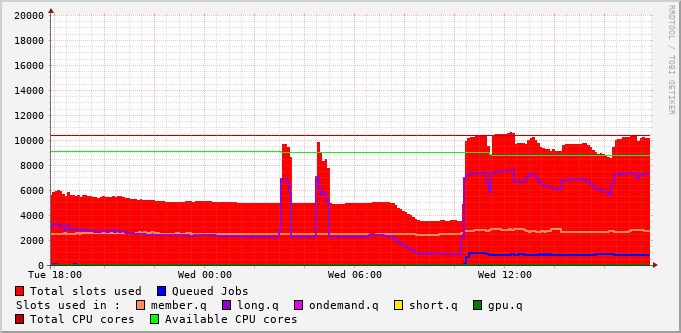 20000
18000
16000
14000
12000
10000
8000
6000
4000
2000
0
Tue 18:00 Wed 00:00 Wed 06:00 Wed 12:00
Total slots used Queued Jobs
Slots used in : member.q long.q ondemand.q short.q gpu.q
Total CPU cores Available CPU cores
RRDTOOL / TOBI OETIKER